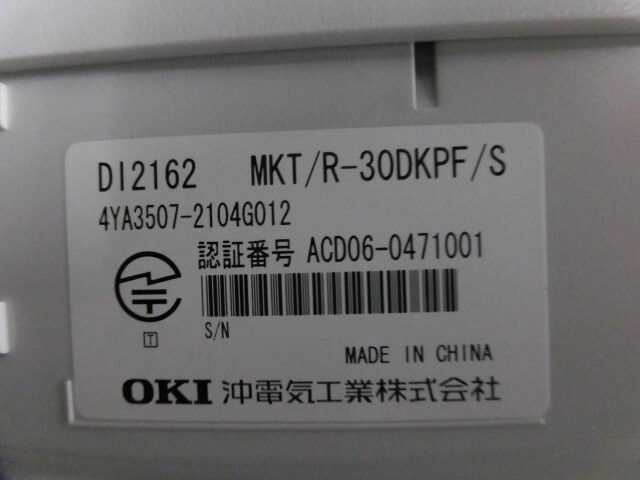 DI2162 MKT/R-30DKPF/S
4YA3507-2104G012
認証番号 ACD06-0471001
T
S/N
MADE IN CHINA
OKI 沖電気工業株式会社